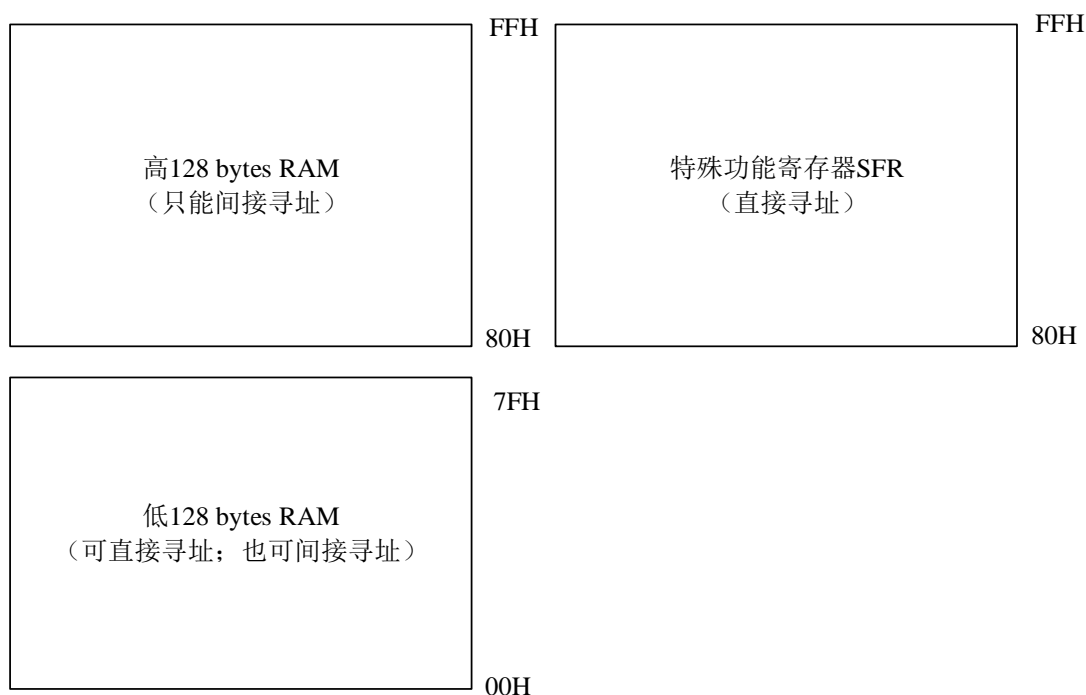 FFH
高128 bytes RAM
（只能间接寻址）
80H
FFH
特殊功能寄存器SFR
（直接寻址）
80H
7FH
低128 bytes RAM
（可直接寻址；也可间接寻址）
00H